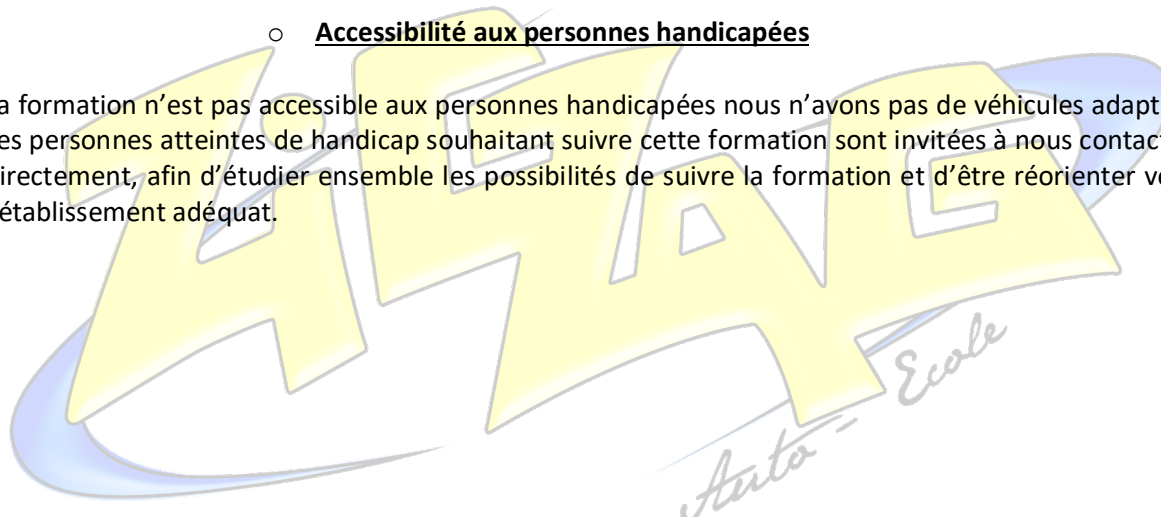 o Accessibilité aux personnes handicapées
a formation n’est pas accessible aux personnes handicapées nous n’avons pas de véhicules adapt
es personnes atteintes de handicap souhaitant suivre cette formation sont invitées à nous contact
irectement, afin d’étudier ensemble les possibilités de suivre la formation et d’être réorienter ve
établissement adéquat.
ZiGZAG
Auto - Ecole